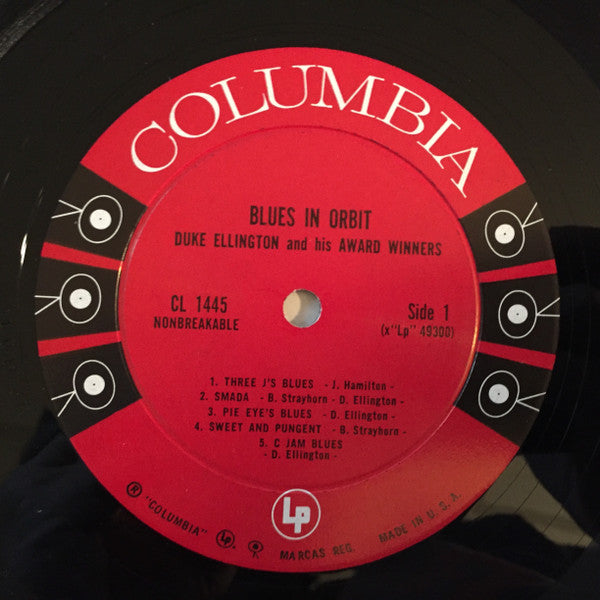 COLUMBIA
BLUES IN ORBIT
DUKE ELLINGTON and his AWARD WINNERS
CL 1445
NONBREAKABLE
Side 1
(x"Lp" 49300)
1. THREE J'S BLUES - J. Hamilton -
2. SMADA - B. Strayhorn - D. Ellington -
3. PIE EYE'S BLUES - D. Ellington -
4. SWEET AND PUNGENT - B. Strayhorn -
5. C JAM BLUES
- D. Ellington -
Lp
® "COLUMBIA" Lp ® MARCAS REG. MADE IN U. S. A.